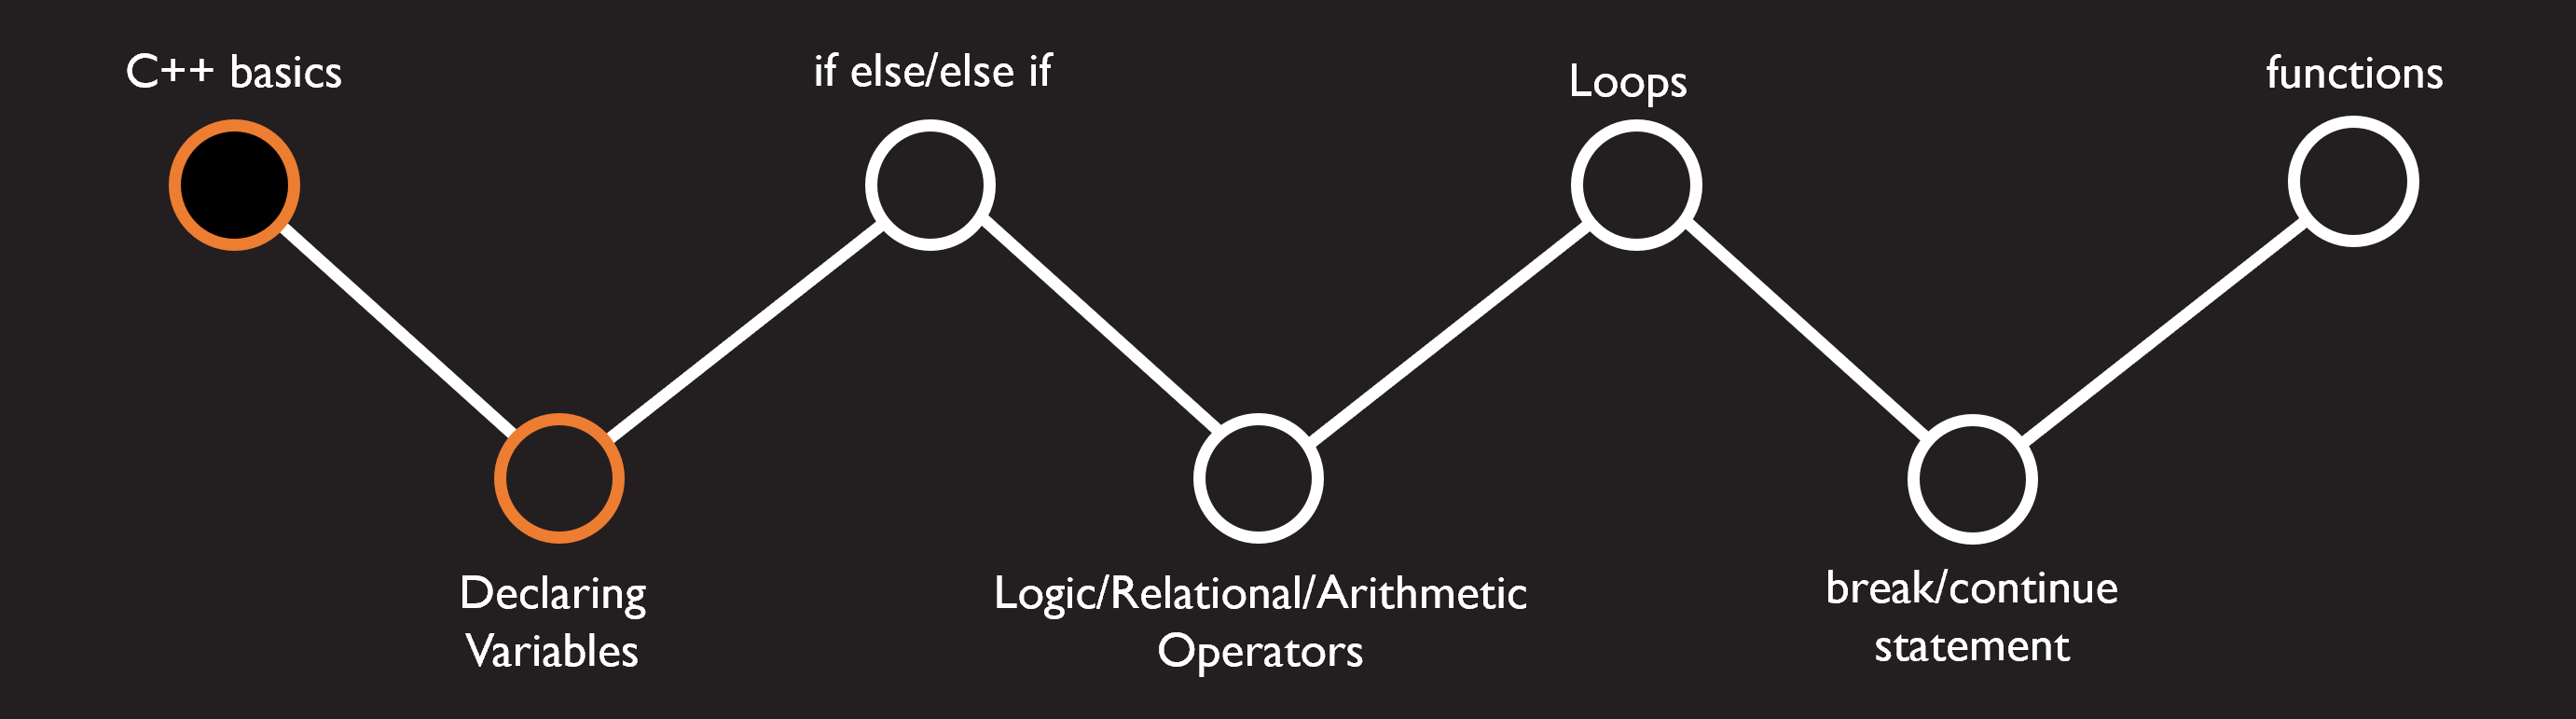 C++ basics
if else/else if
Loops
functions
Declaring
Variables
Logic/Relational/Arithmetic
Operators
break/continue
statement